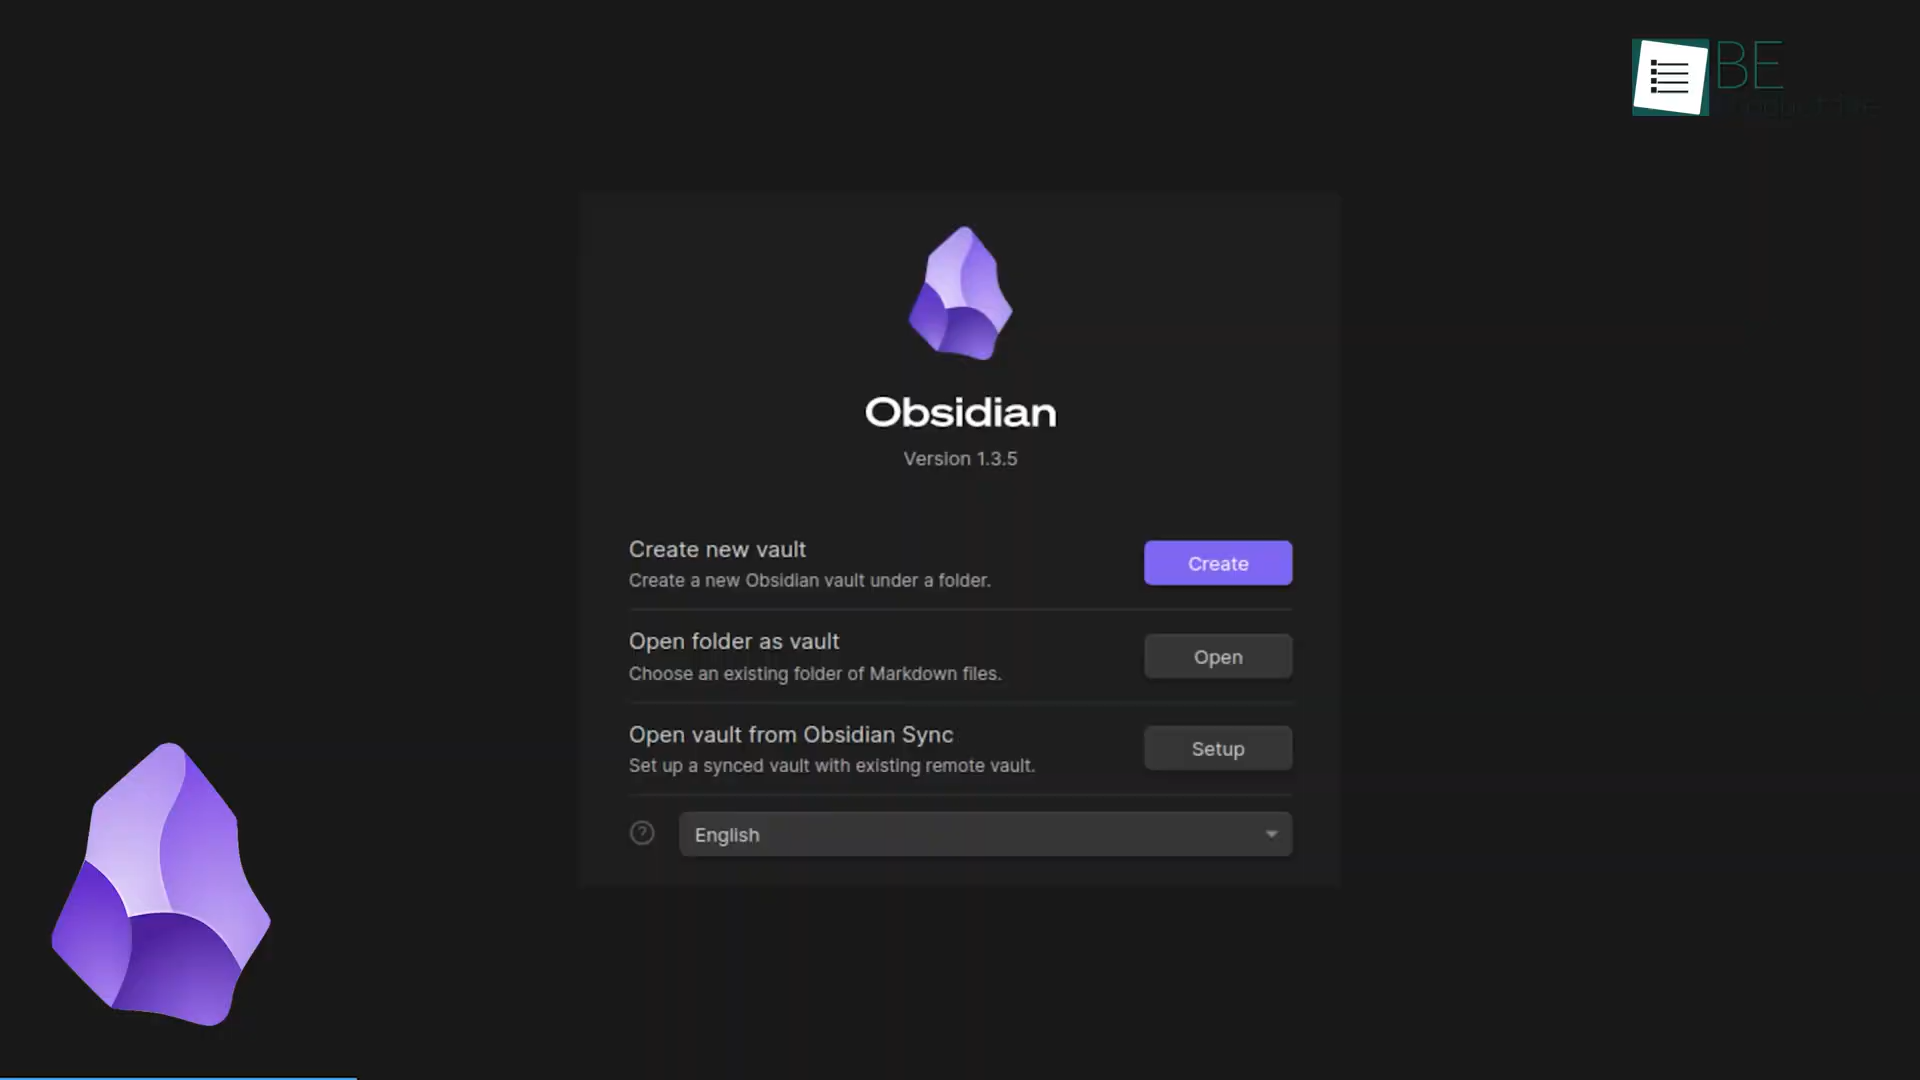 BE
Obsidian
Version 1.3.5
Create new vault
Create a new Obsidian vault under a folder.
Create
Open folder as vault
Choose an existing folder of Markdown files.
Open
Open vault from Obsidian Sync
Set up a synced vault with existing remote vault.
Setup
?
English